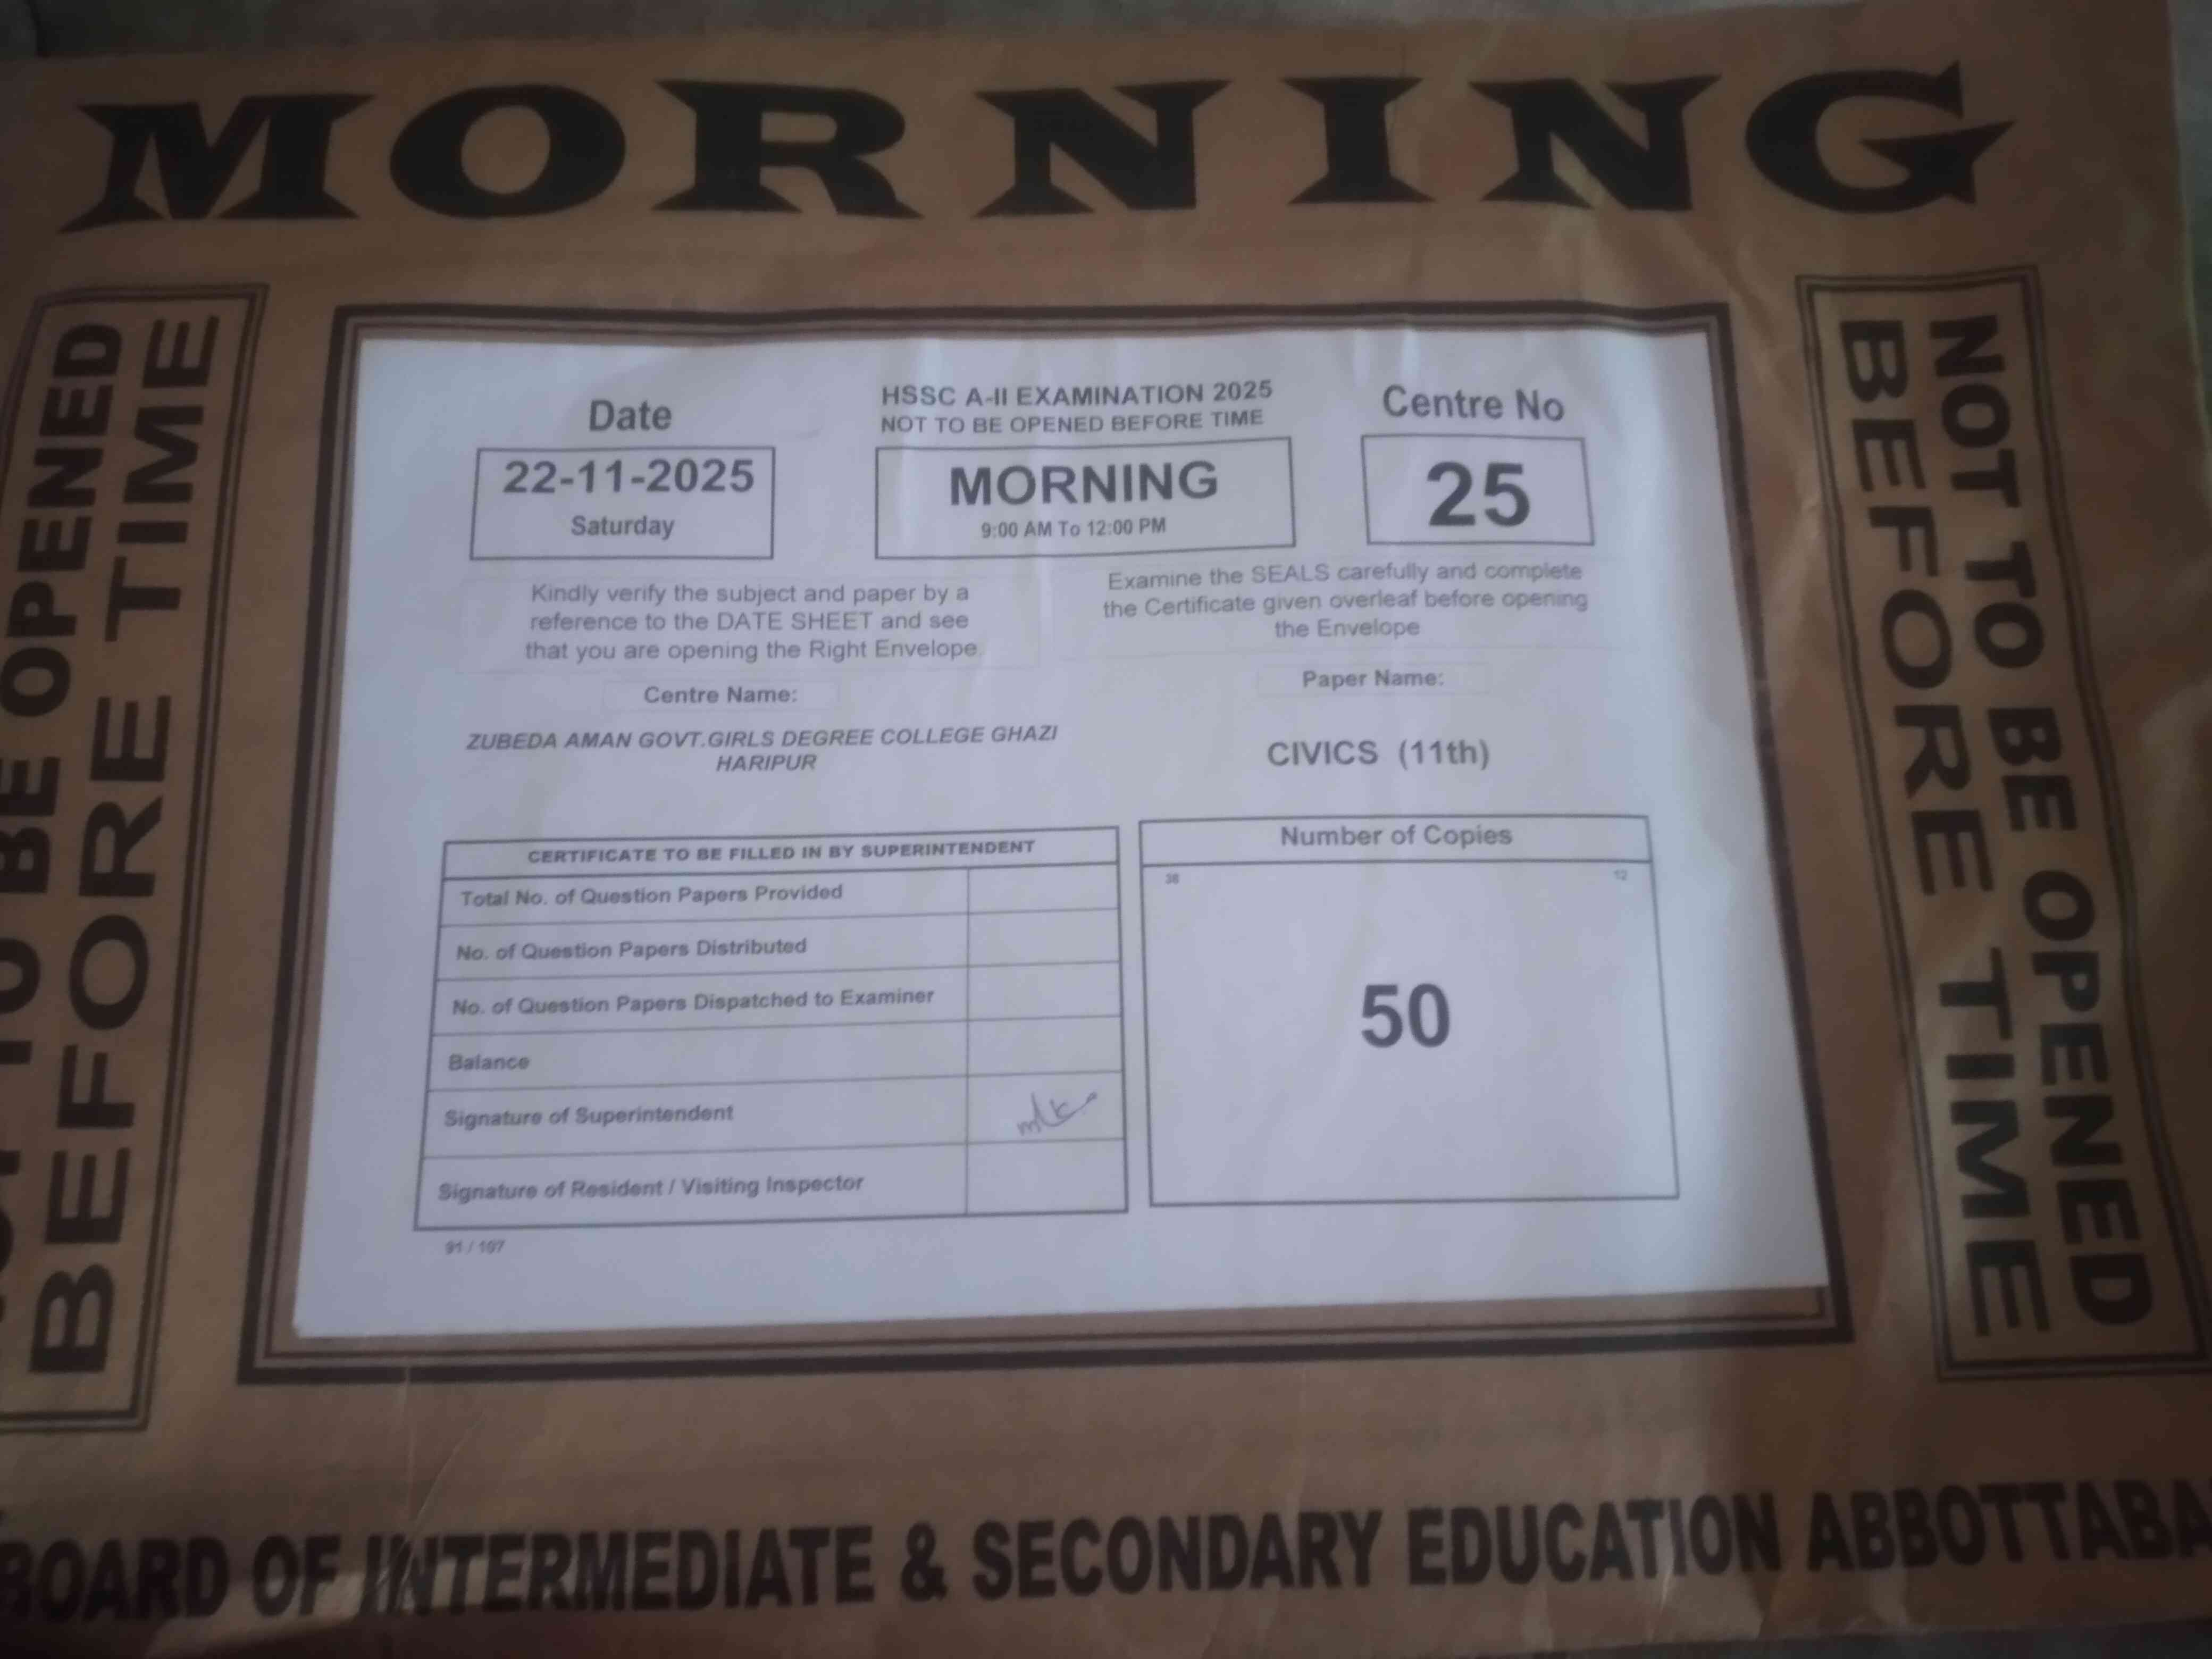 MORNING
NOT TO BE OPENED
BEFORE TIME
Date
22-11-2025
Saturday
HSSC A-II EXAMINATION 2025
NOT TO BE OPENED BEFORE TIME
MORNING
9:00 AM To 12:00 PM
Centre No
25
Kindly verify the subject and paper by a
reference to the DATE SHEET and see
that you are opening the Right Envelope
Examine the SEALS carefully and complete
the Certificate given overleaf before opening
the Envelope
Centre Name:
ZUBEDA AMAN GOVT.GIRLS DEGREE COLLEGE GHAZI
HARIPUR
Paper Name:
CIVICS (11th)
CERTIFICATE TO BE FILLED IN BY SUPERINTENDENT
Total No. of Question Papers Provided
No. of Question Papers Distributed
No. of Question Papers Dispatched to Examiner
Balance
Signature of Superintendent
Signature of Resident / Visiting Inspector
91 / 107
Number of Copies
38 12
50
NOT TO BE OPENED
BEFORE TIME
BOARD OF INTERMEDIATE & SECONDARY EDUCATION ABBOTTABA